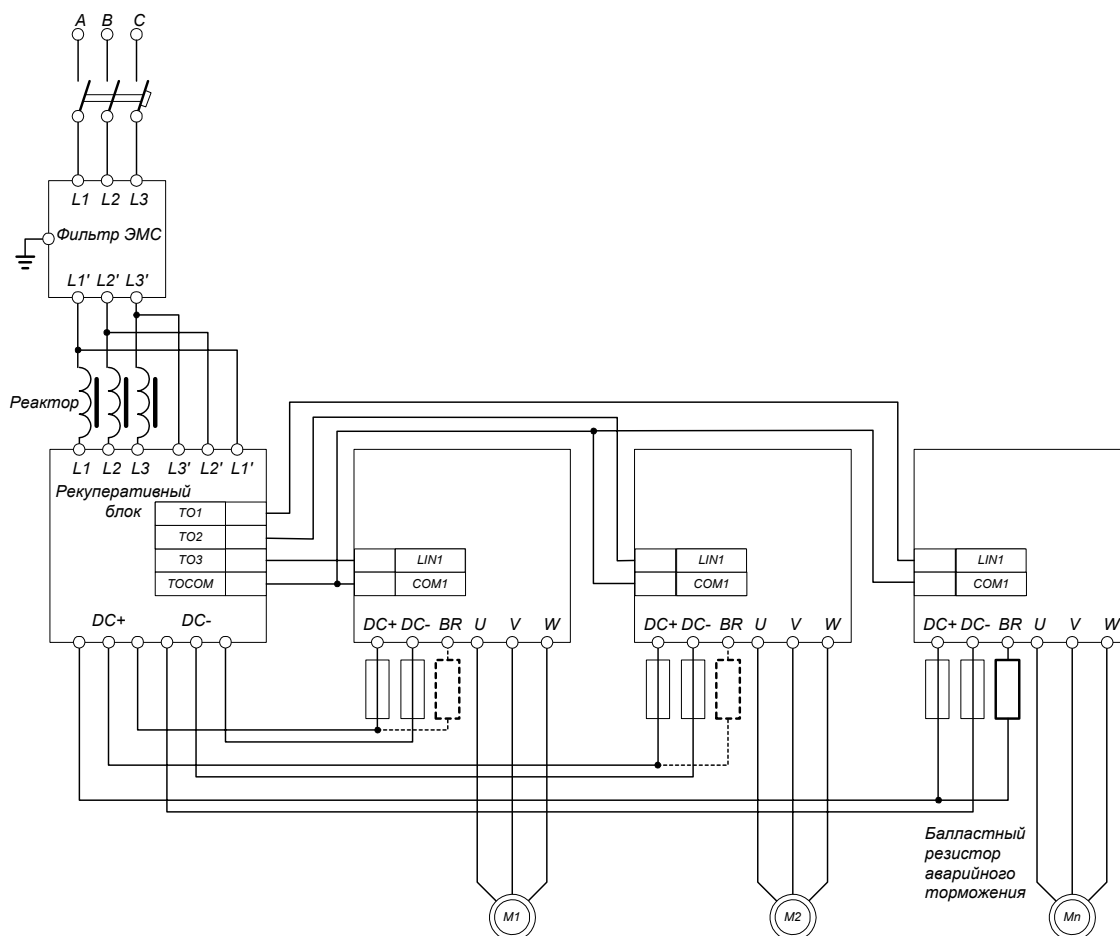 A B C
L1 L2 L3
Фильтр ЭМС
L1' L2' L3'
Реактор
L1 L2 L3 L3' L2' L1'
Рекуперативный
блок
TO1
TO2
TO3
TOCOM
DC+ DC-
LIN1
COM1
DC+ DC- BR U V W
LIN1
COM1
DC+ DC- BR U V W
LIN1
COM1
DC+ DC- BR U V W
Балластный
резистор
аварийного
торможения
M1
M2
Mn